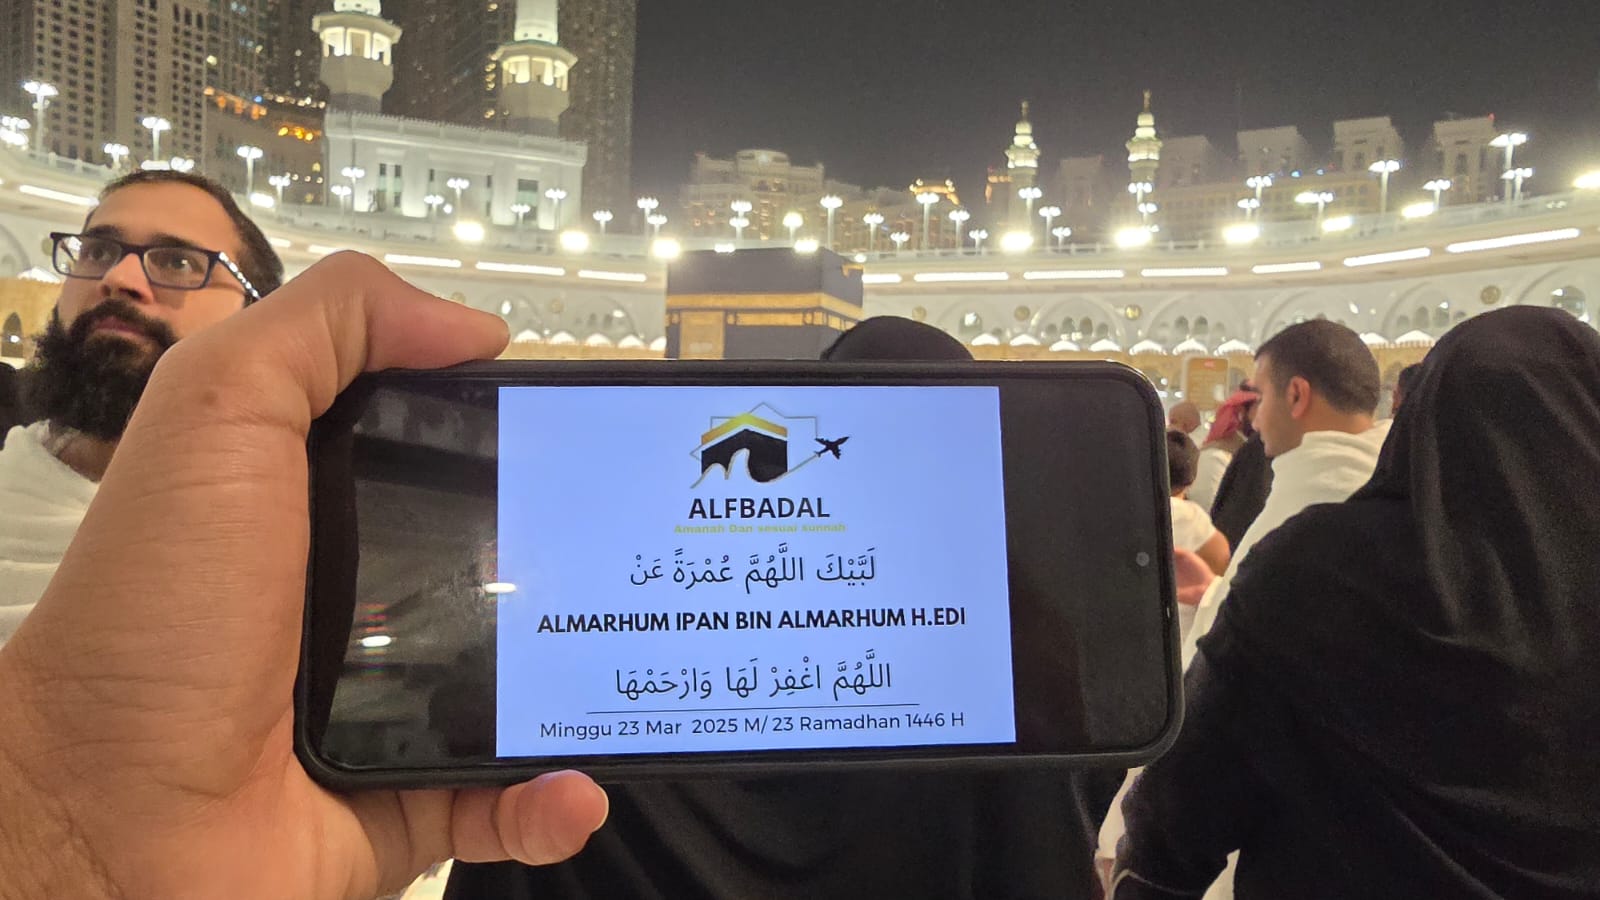 ALFBADAL
Amanah Dan sesuai sunnah
لَبَّيْكَ اللَّهُمَّ عُمْرَةً عَنْ
ALMARHUM IPAN BIN ALMARHUM H.EDI
اللَّهُمَّ اغْفِرْ لَهَا وَارْحَمْهَا
Minggu 23 Mar 2025 M/ 23 Ramadhan 1446 H